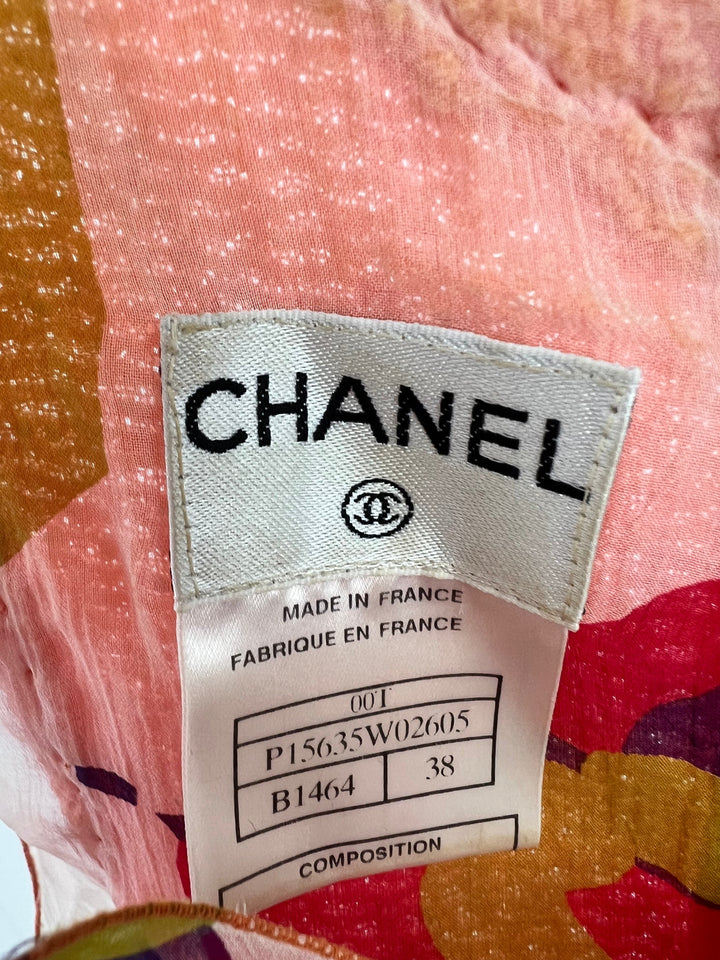 CHANEL
MADE IN FRANCE
FABRIQUE EN FRANCE
00T
P15635W02605
B1464 38
COMPOSITION